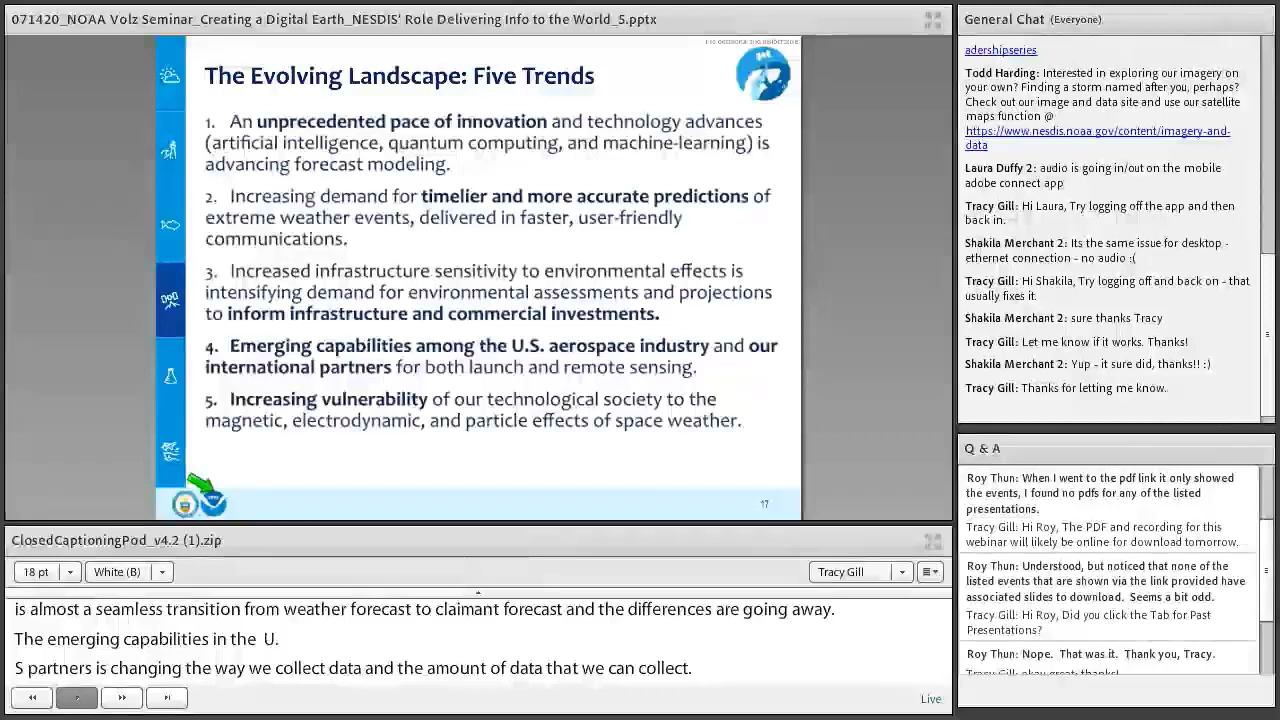 071420_NOAA Volz Seminar_Creating a Digital Earth_NESDIS' Role Delivering Info to the World_5.pptx
The Evolving Landscape: Five Trends
1. An unprecedented pace of innovation and technology advances
(artificial intelligence, quantum computing, and machine-learning) is
advancing forecast modeling.
2. Increasing demand for timelier and more accurate predictions of
extreme weather events, delivered in faster, user-friendly
communications.
3. Increased infrastructure sensitivity to environmental effects is
intensifying demand for environmental assessments and projections
to inform infrastructure and commercial investments.
4. Emerging capabilities among the U.S. aerospace industry and our
international partners for both launch and remote sensing.
5. Increasing vulnerability of our technological society to the
magnetic, electrodynamic, and particle effects of space weather.
17
ClosedCaptioningPod_v4.2 (1).zip
18 pt
White (B)
Tracy Gill
is almost a seamless transition from weather forecast to claimant forecast and the differences are going away.
The emerging capabilities in the U.
S partners is changing the way we collect data and the amount of data that we can collect.
Live
General Chat (Everyone)
adershipseries
Todd Harding: Interested in exploring our imagery on
your own? Finding a storm named after you, perhaps?
Check out our image and data site and use our satellite
maps function @
https://www.nesdis.noaa.gov/content/imagery-and-
data
Laura Duffy 2: audio is going in/out on the mobile
adobe connect app
Tracy Gill: Hi Laura, Try logging off the app and then
back in.
Shakila Merchant 2: Its the same issue for desktop -
ethernet connection - no audio :(
Tracy Gill: Hi Shakila, Try logging off and back on - that
usually fixes it.
Shakila Merchant 2: sure thanks Tracy
Tracy Gill: Let me know if it works. Thanks!
Shakila Merchant 2: Yup - it sure did, thanks!! :)
Tracy Gill: Thanks for letting me know.
Q & A
Roy Thun: When I went to the pdf link it only showed
the events, I found no pdfs for any of the listed
presentations.
Tracy Gill: Hi Roy, The PDF and recording for this
webinar will likely be online for download tomorrow.
Roy Thun: Understood, but noticed that none of the
listed events that are shown via the link provided have
associated slides to download. Seems a bit odd.
Tracy Gill: Hi Roy, Did you click the Tab for Past
Presentations?
Roy Thun: Nope. That was it. Thank you, Tracy.
Tracy Gill: okay great; thanks!